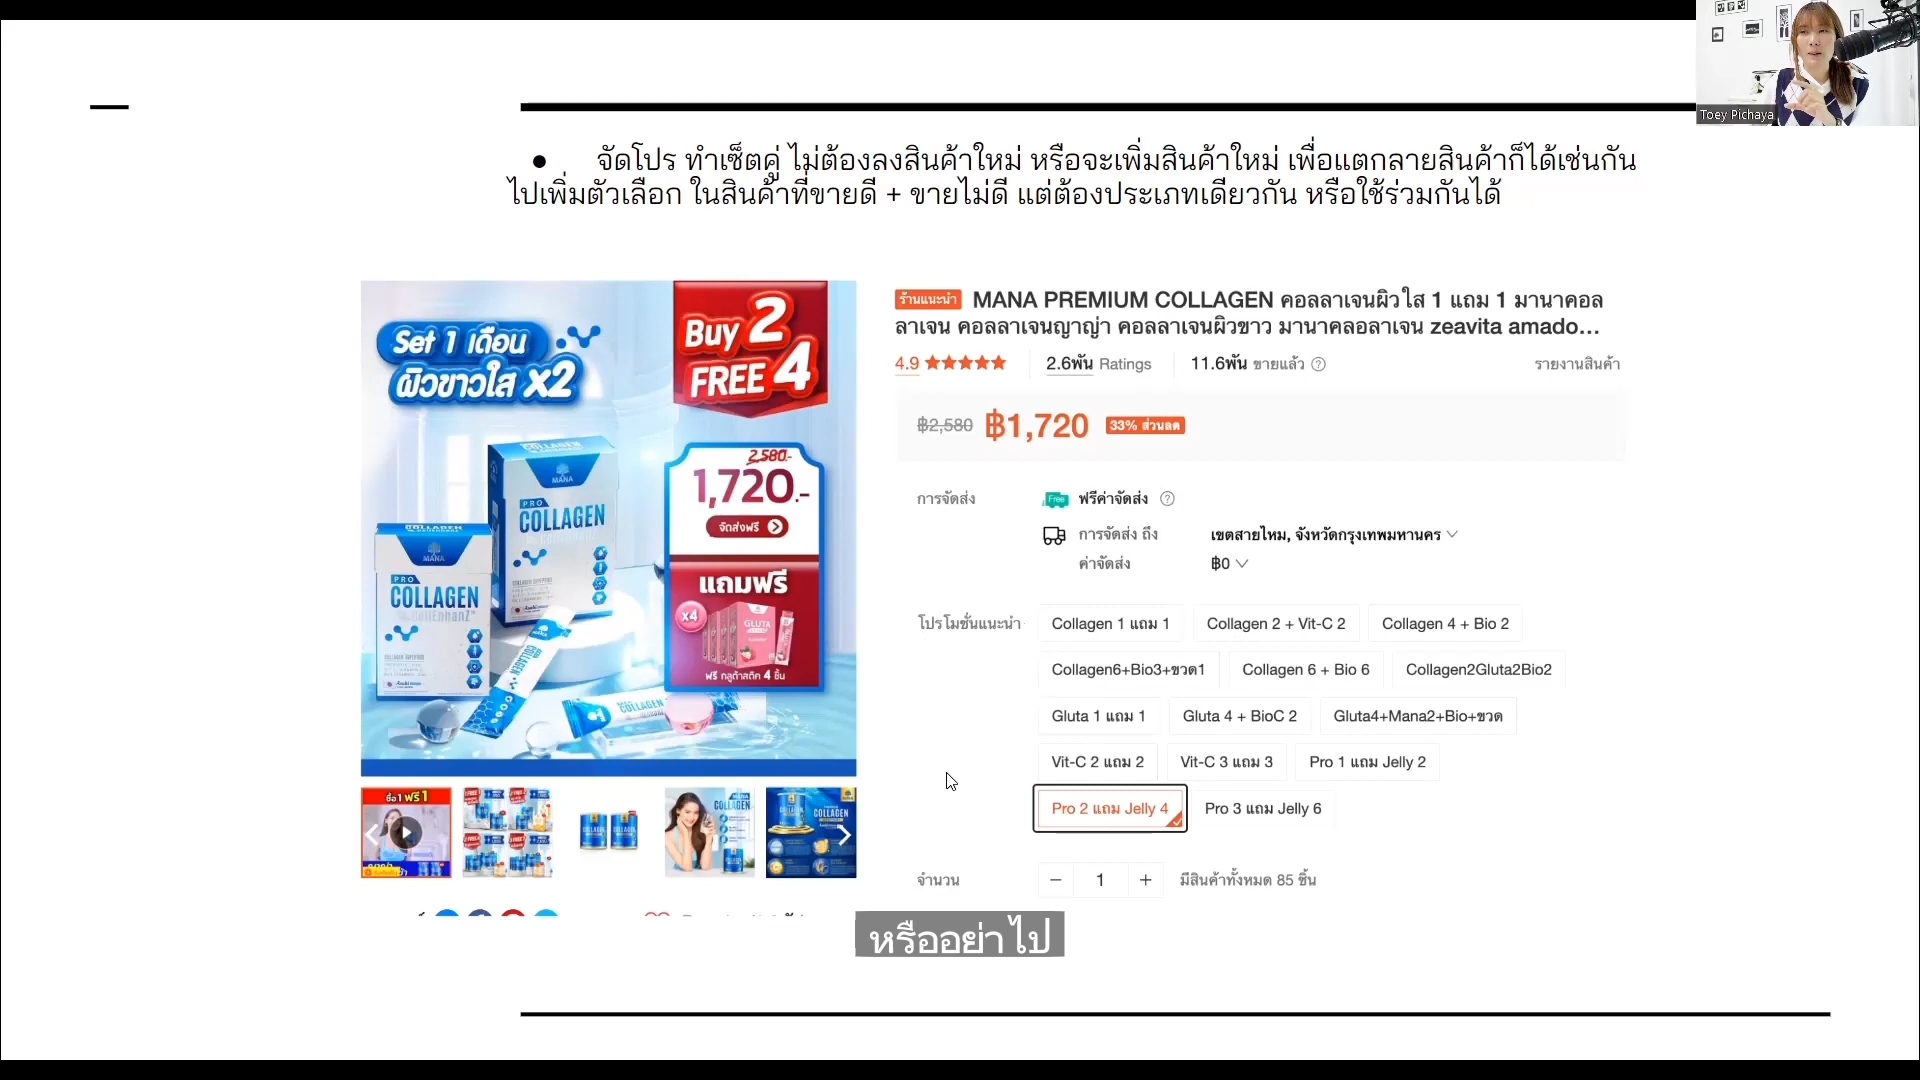 Toey Pichaya
● จัดโปร ทำเซ็ตคู่ ไม่ต้องลงสินค้าใหม่ หรือจะเพิ่มสินค้าใหม่ เพื่อแตกลายสินค้าก็ได้เช่นกัน
ไปเพิ่มตัวเลือก ในสินค้าที่ขายดี + ขายไม่ดี แต่ต้องประเภทเดียวกัน หรือใช้ร่วมกันได้
Set 1 เดือน
ผิวขาวใส x2
Buy 2
FREE 4
2,580.-
1,720.-
จัดส่งฟรี
แถมฟรี
x4
GLUTA
ฟรี กลูต้าสติค 4 ชิ้น
MANA
PRO
COLLAGEN
MANA
PRO
COLLAGEN
ซื้อ 1 ฟรี 1
ร้านแนะนำ MANA PREMIUM COLLAGEN คอลลาเจนผิวใส 1 แถม 1 มานาคอล
ลาเจน คอลลาเจนญาญ่า คอลลาเจนผิวขาว มานาคลอลาเจน zeavita amado...
4.9 2.6พัน Ratings 11.6พัน ขายแล้ว รายงานสินค้า
฿2,580 ฿1,720 33% ส่วนลด
การจัดส่ง Free ฟรีค่าจัดส่ง
การจัดส่ง ถึง เขตสายไหม, จังหวัดกรุงเทพมหานคร
ค่าจัดส่ง ฿0
โปรโมชั่นแนะนำ Collagen 1 แถม 1 Collagen 2 + Vit-C 2 Collagen 4 + Bio 2
Collagen6+Bio3+ขวด1 Collagen 6 + Bio 6 Collagen2Gluta2Bio2
Gluta 1 แถม 1 Gluta 4 + BioC 2 Gluta4+Mana2+Bio+ขวด
Vit-C 2 แถม 2 Vit-C 3 แถม 3 Pro 1 แถม Jelly 2
Pro 2 แถม Jelly 4 Pro 3 แถม Jelly 6
จำนวน − 1 + มีสินค้าทั้งหมด 85 ชิ้น
หรืออย่าไป